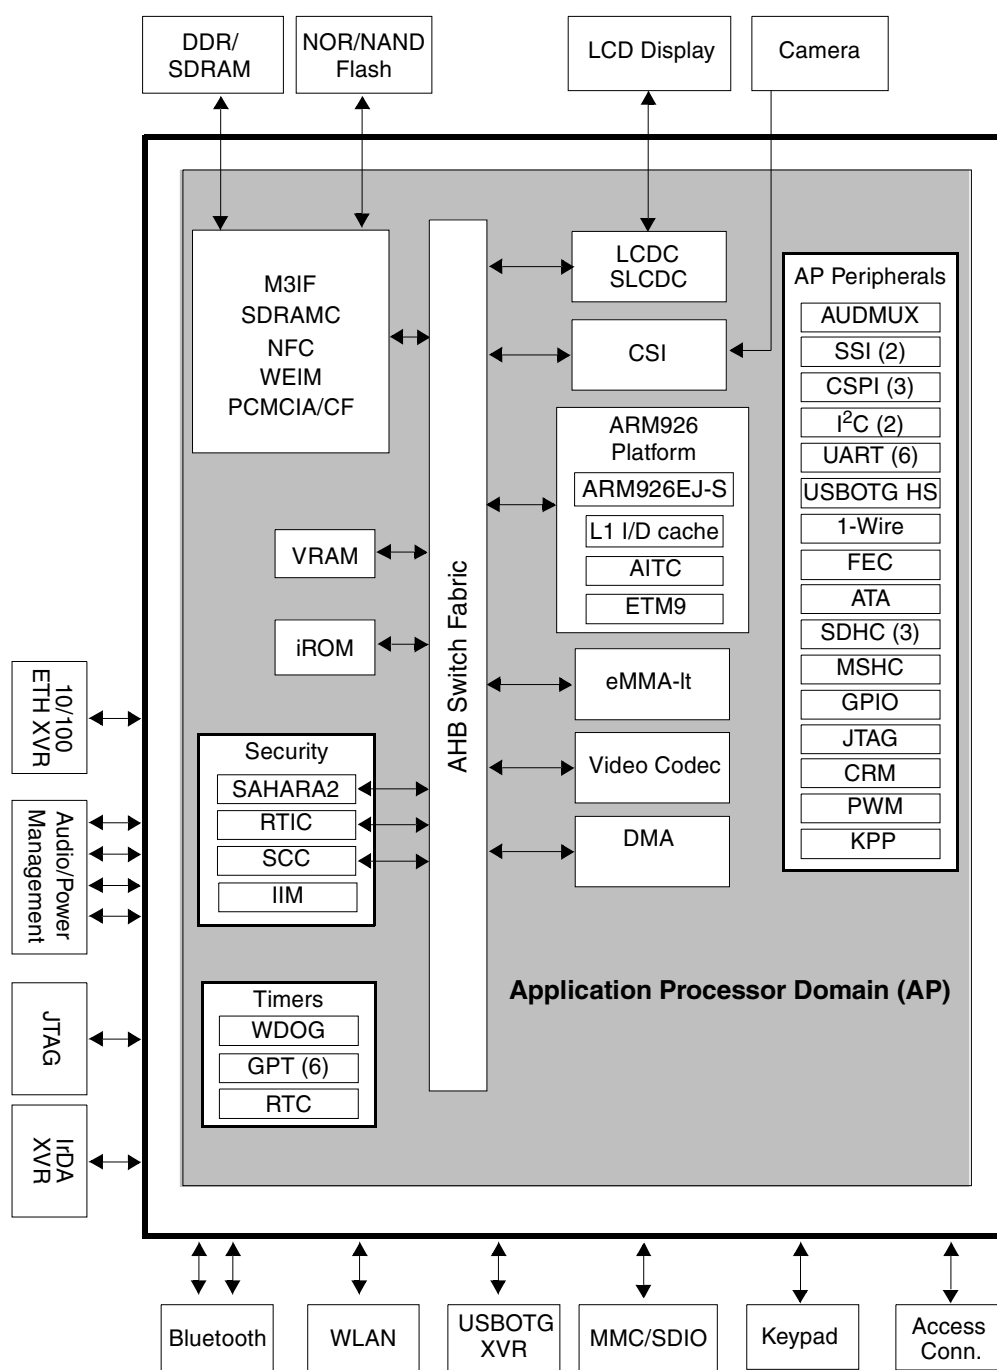 DDR/
SDRAM
NOR/NAND
Flash
LCD Display
Camera
M3IF
SDRAMC
NFC
WEIM
PCMCIA/CF
VRAM
iROM
Security
SAHARA2
RTIC
SCC
IIM
Timers
WDOG
GPT (6)
RTC
AHB Switch Fabric
LCDC
SLCDC
CSI
ARM926
Platform
ARM926EJ-S
L1 I/D cache
AITC
ETM9
eMMA-lt
Video Codec
DMA
AP Peripherals
AUDMUX
SSI (2)
CSPI (3)
I²C (2)
UART (6)
USBOTG HS
1-Wire
FEC
ATA
SDHC (3)
MSHC
GPIO
JTAG
CRM
PWM
KPP
Application Processor Domain (AP)
10/100
ETH XVR
Audio/Power
Management
JTAG
IrDA
XVR
Bluetooth
WLAN
USBOTG
XVR
MMC/SDIO
Keypad
Access
Conn.